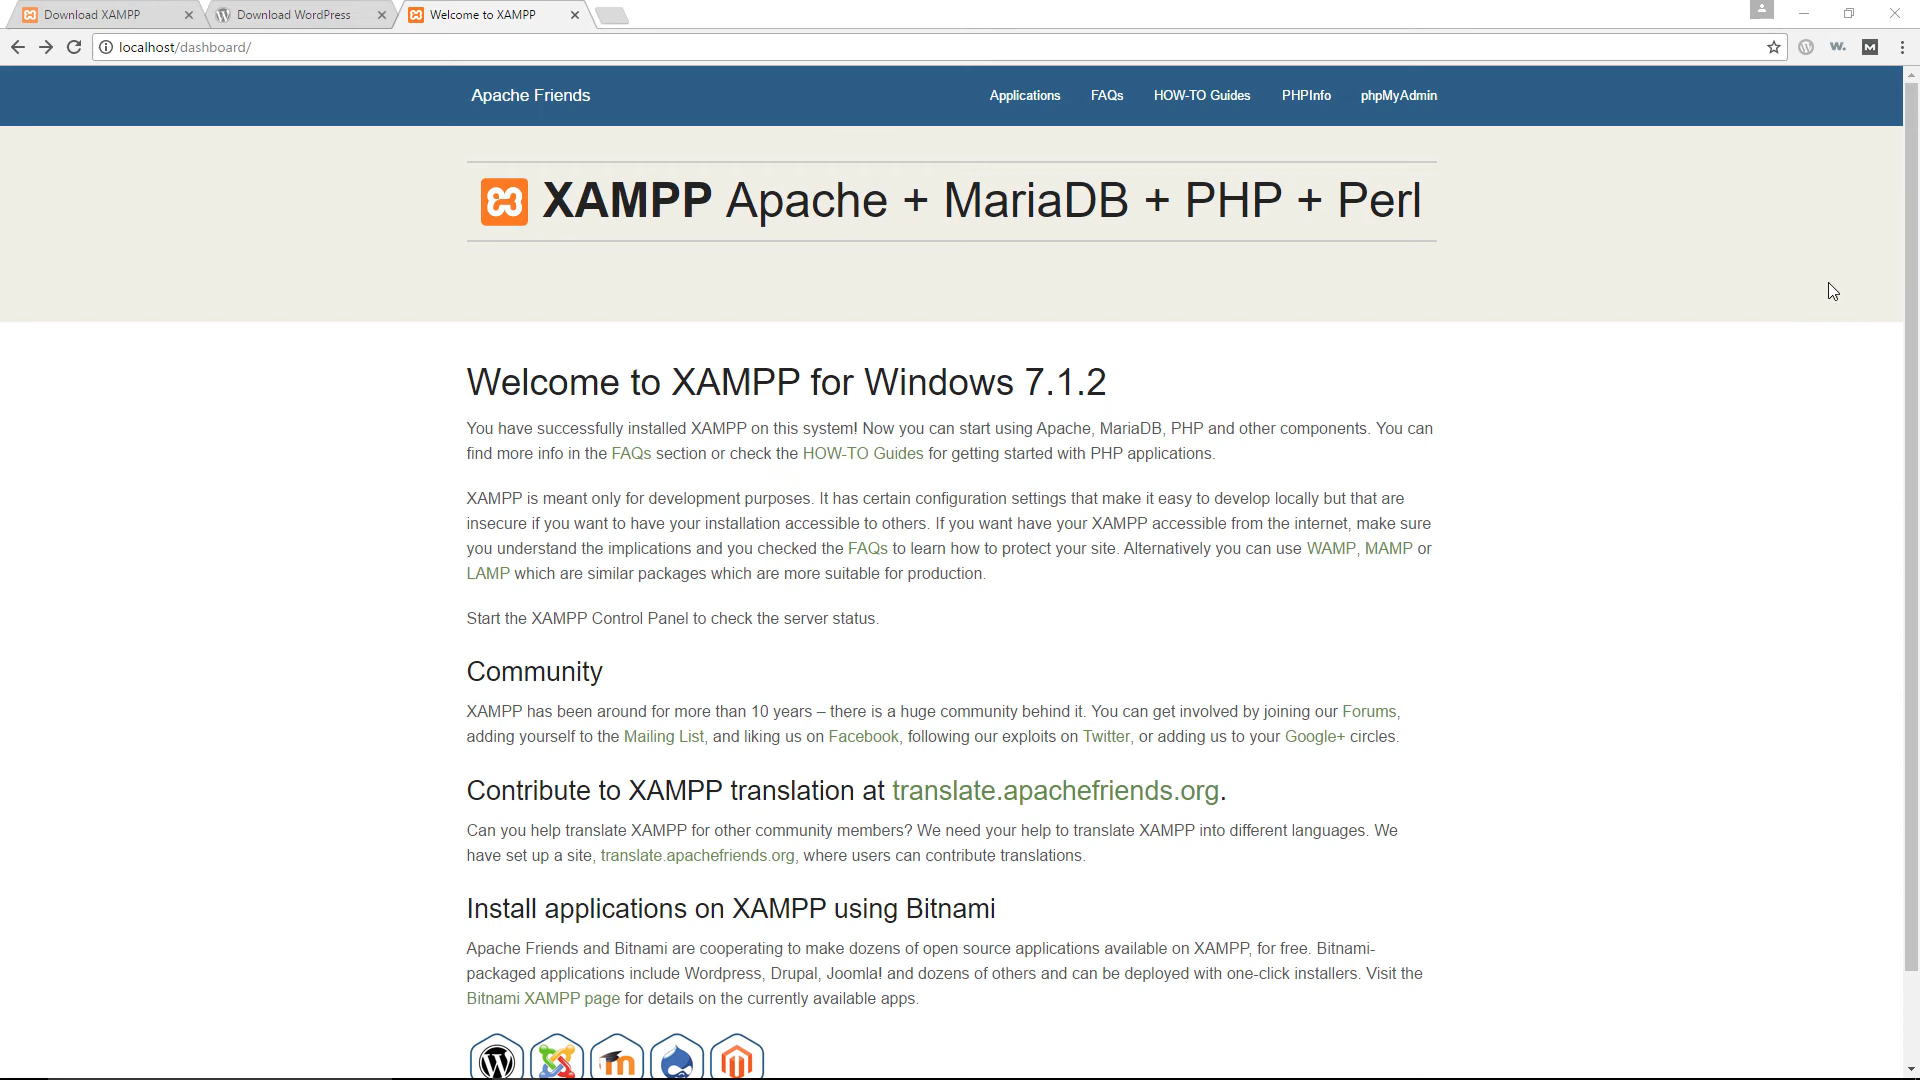 Download XAMPP
Download WordPress
Welcome to XAMPP
localhost/dashboard/
W.
M
Apache Friends
Applications
FAQs
HOW-TO Guides
PHPInfo
phpMyAdmin
XAMPP Apache + MariaDB + PHP + Perl
Welcome to XAMPP for Windows 7.1.2
You have successfully installed XAMPP on this system! Now you can start using Apache, MariaDB, PHP and other components. You can
find more info in the FAQs section or check the HOW-TO Guides for getting started with PHP applications.
XAMPP is meant only for development purposes. It has certain configuration settings that make it easy to develop locally but that are
insecure if you want to have your installation accessible to others. If you want have your XAMPP accessible from the internet, make sure
you understand the implications and you checked the FAQs to learn how to protect your site. Alternatively you can use WAMP, MAMP or
LAMP which are similar packages which are more suitable for production.
Start the XAMPP Control Panel to check the server status.
Community
XAMPP has been around for more than 10 years – there is a huge community behind it. You can get involved by joining our Forums,
adding yourself to the Mailing List, and liking us on Facebook, following our exploits on Twitter, or adding us to your Google+ circles.
Contribute to XAMPP translation at translate.apachefriends.org.
Can you help translate XAMPP for other community members? We need your help to translate XAMPP into different languages. We
have set up a site, translate.apachefriends.org, where users can contribute translations.
Install applications on XAMPP using Bitnami
Apache Friends and Bitnami are cooperating to make dozens of open source applications available on XAMPP, for free. Bitnami-
packaged applications include Wordpress, Drupal, Joomla! and dozens of others and can be deployed with one-click installers. Visit the
Bitnami XAMPP page for details on the currently available apps.